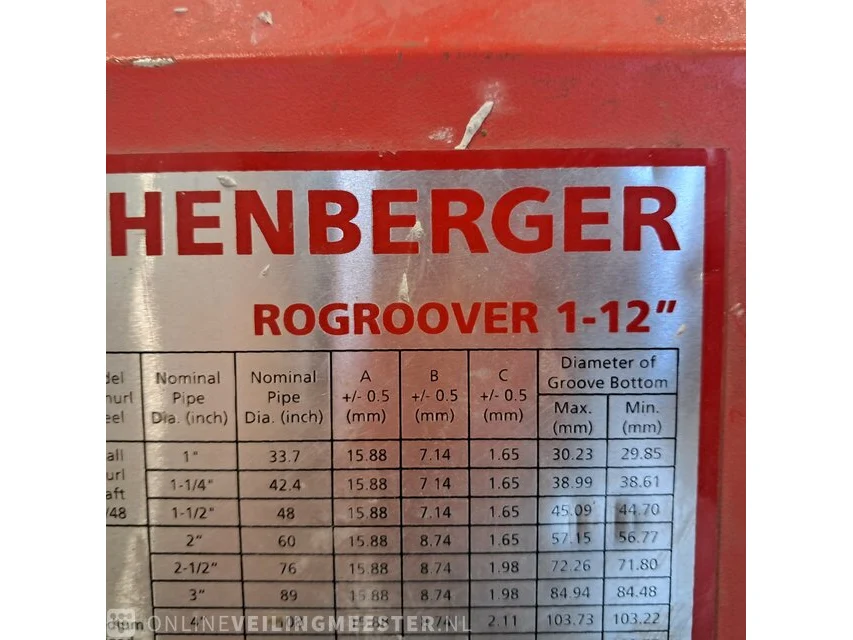 HENBERGER
ROGROOVER 1-12"
Nominal Pipe Dia. (inch) Nominal Pipe Dia. (inch) A +/- 0.5 (mm) B +/- 0.5 (mm) C +/- 0.5 (mm) Diameter of Groove Bottom
Max. (mm) Min. (mm)
1" 33.7 15.88 7.14 1.65 30.23 29.85
1-1/4" 42.4 15.88 7.14 1.65 38.99 38.61
/48 1-1/2" 48 15.88 7.14 1.65 45.09 44.70
2" 60 15.88 8.74 1.65 57.15 56.77
2-1/2" 76 15.88 8.74 1.98 72.26 71.80
3" 89 15.88 8.74 1.98 84.94 84.48
2.11 103.73 103.22
ONLINEVEILINGMEESTER.NL